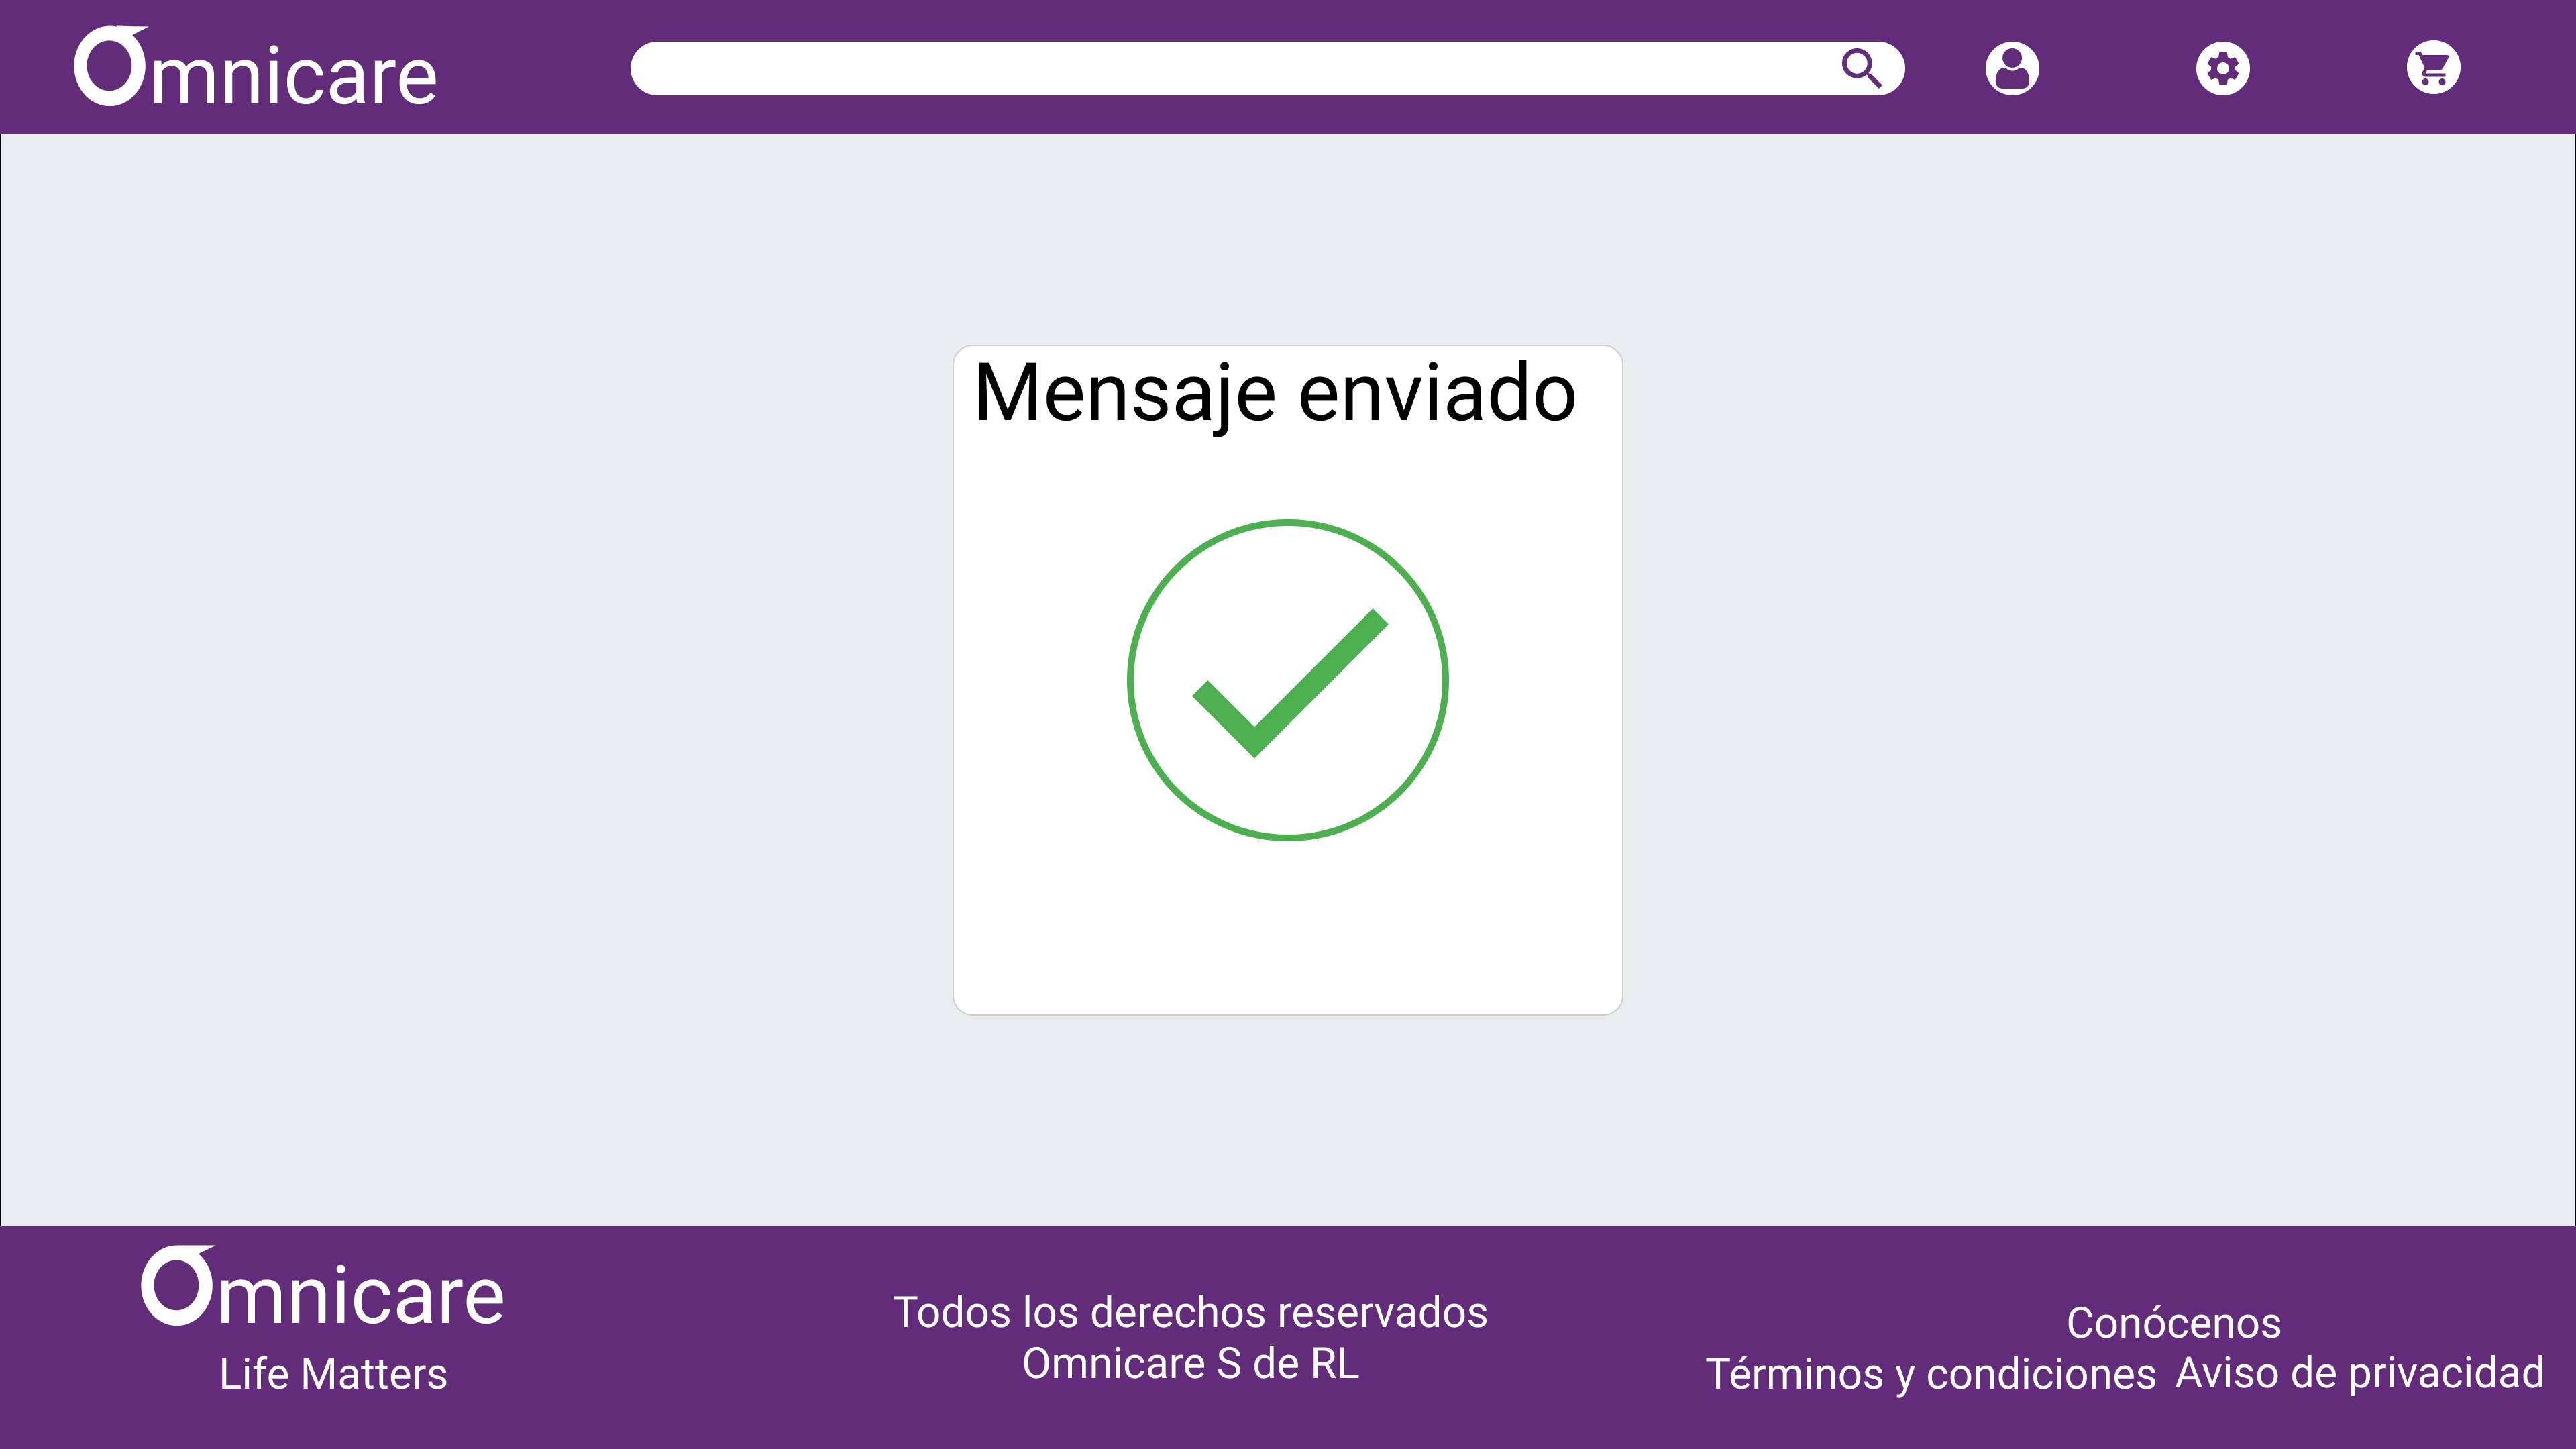 Omnicare
Mensaje enviado
Omnicare
Life Matters
Todos los derechos reservados
Omnicare S de RL
Conócenos
Términos y condiciones Aviso de privacidad